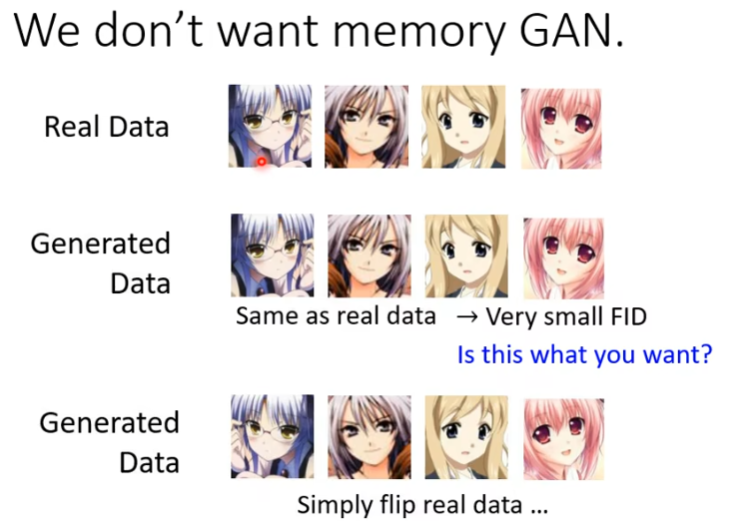 We don't want memory GAN.
Real Data
Generated
Data
Same as real data → Very small FID
Is this what you want?
Generated
Data
Simply flip real data ...